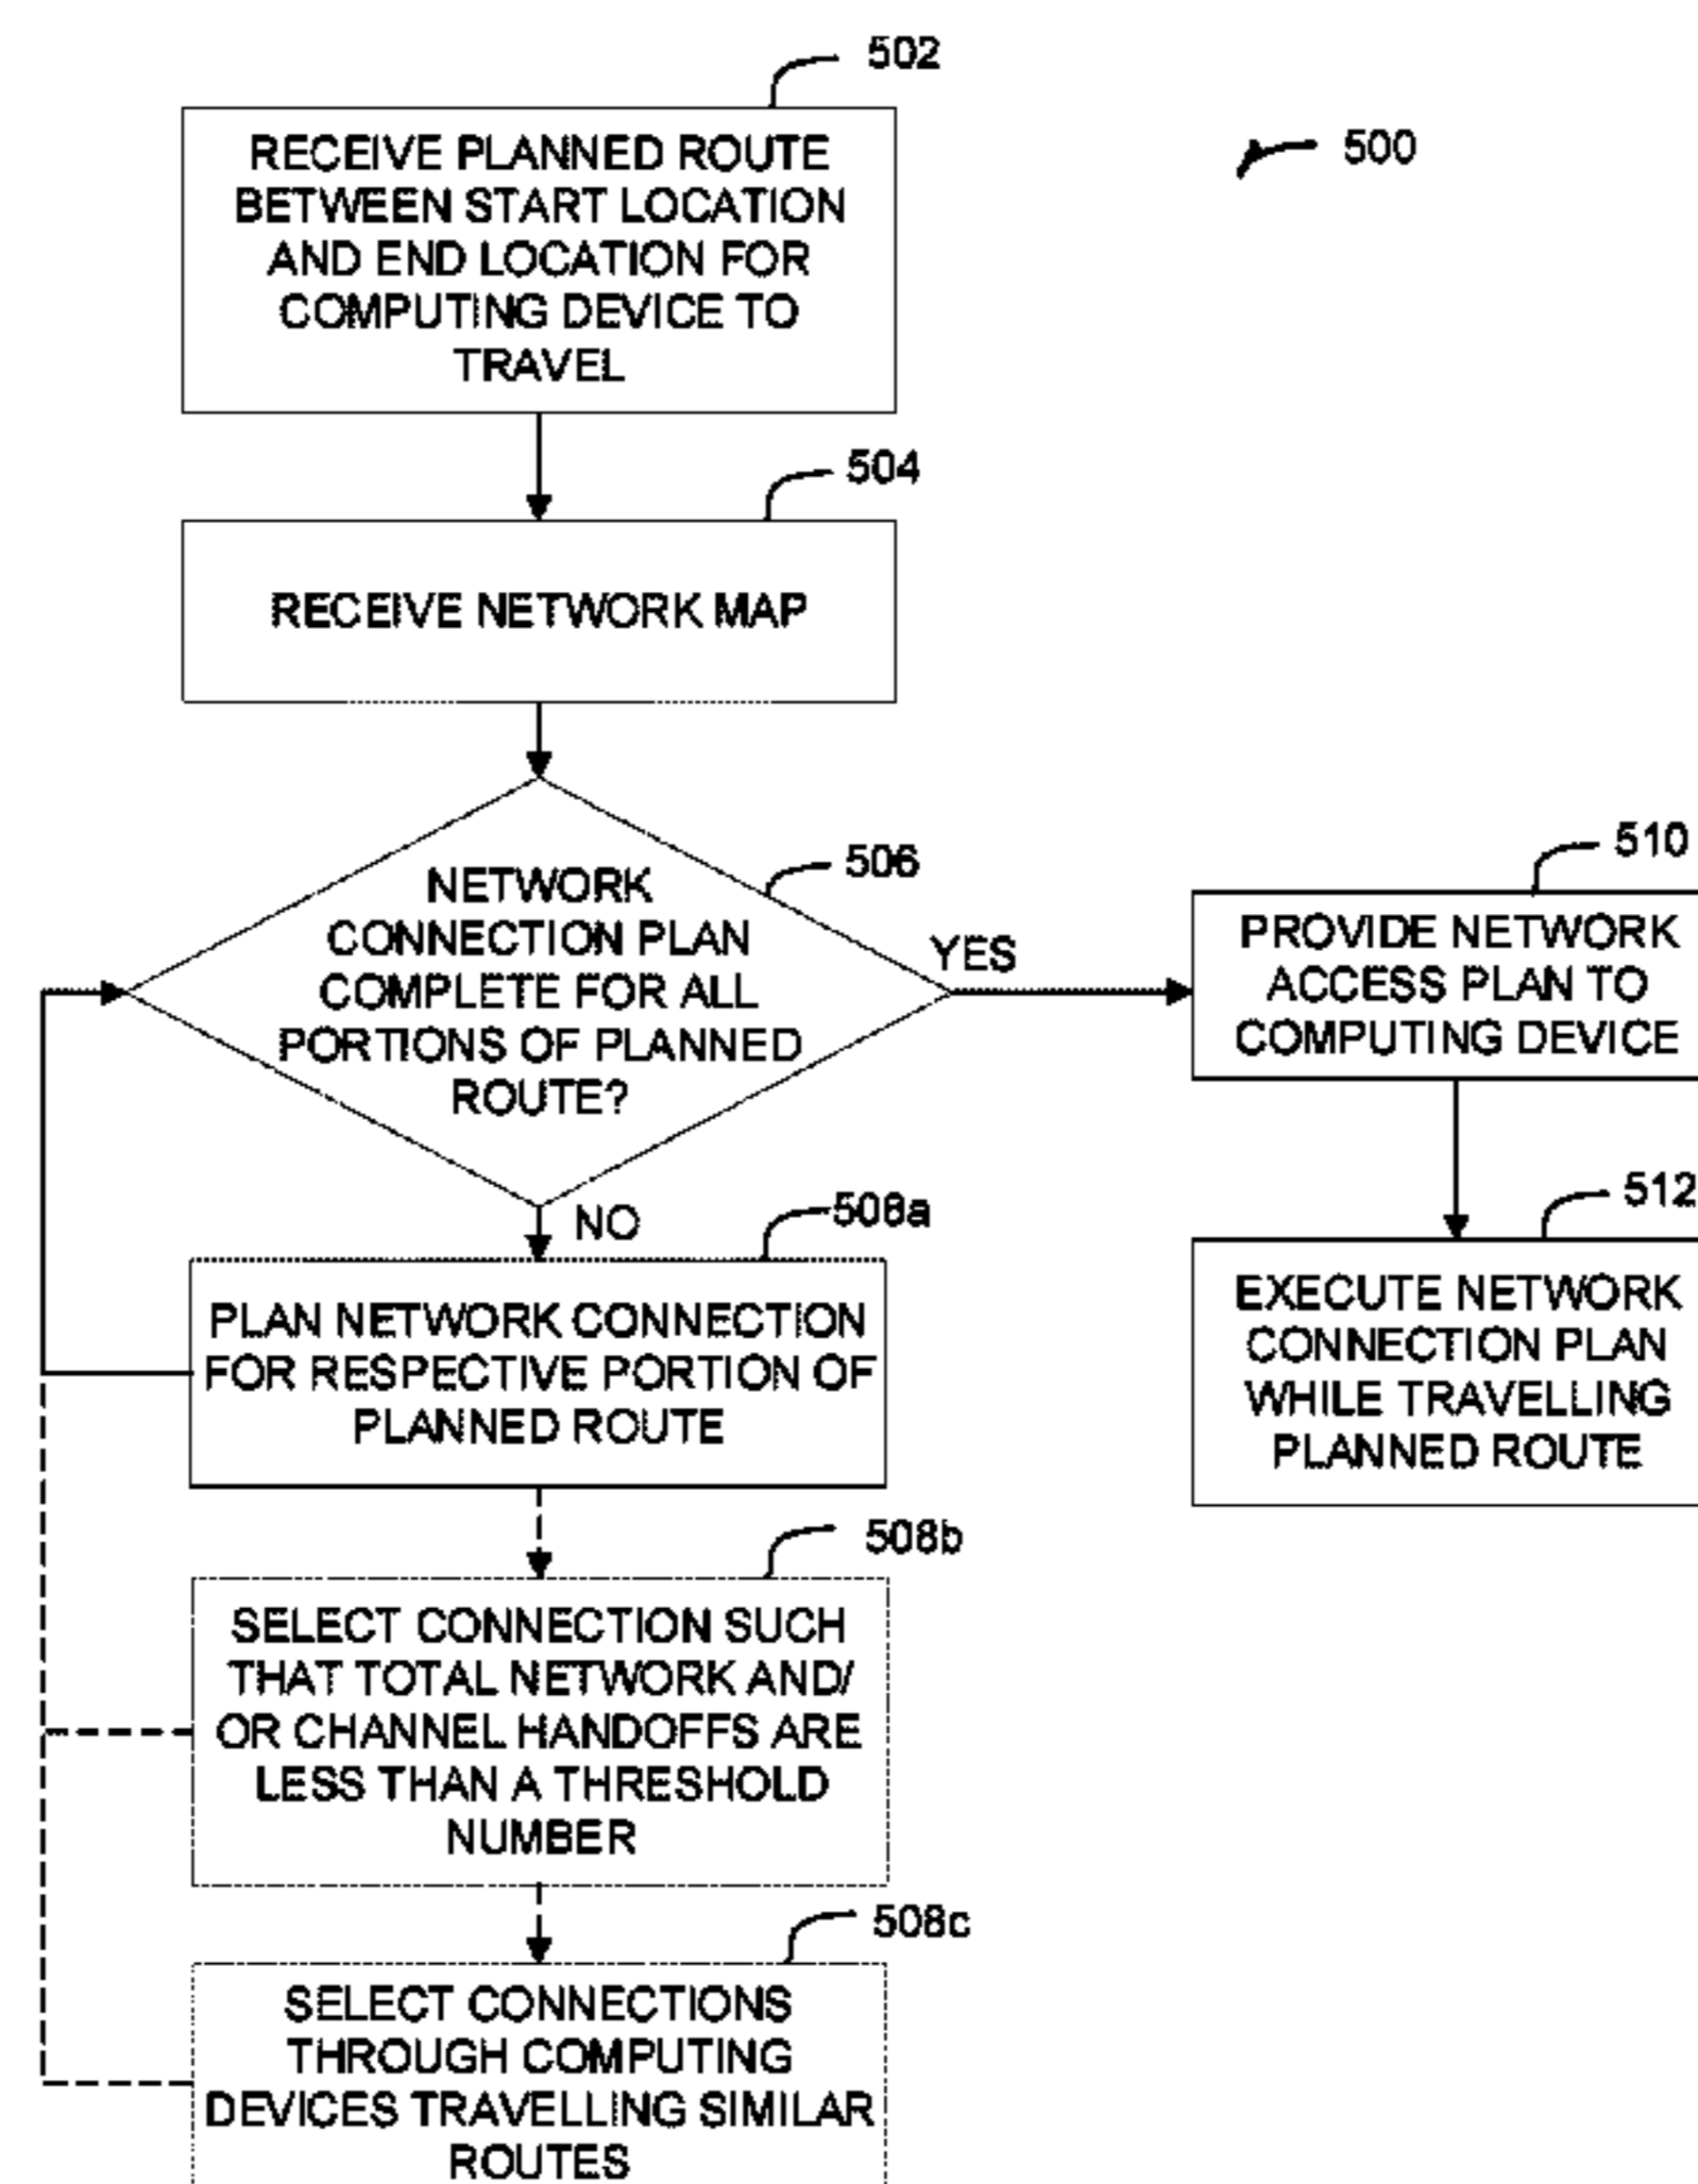 502
RECEIVE PLANNED ROUTE
BETWEEN START LOCATION
AND END LOCATION FOR
COMPUTING DEVICE TO
TRAVEL
500
504
RECEIVE NETWORK MAP
506
NETWORK
CONNECTION PLAN
COMPLETE FOR ALL
PORTIONS OF PLANNED
ROUTE?
YES
510
PROVIDE NETWORK
ACCESS PLAN TO
COMPUTING DEVICE
NO
508a
PLAN NETWORK CONNECTION
FOR RESPECTIVE PORTION OF
PLANNED ROUTE
512
EXECUTE NETWORK
CONNECTION PLAN
WHILE TRAVELLING
PLANNED ROUTE
508b
SELECT CONNECTION SUCH
THAT TOTAL NETWORK AND/
OR CHANNEL HANDOFFS ARE
LESS THAN A THRESHOLD
NUMBER
508c
SELECT CONNECTIONS
THROUGH COMPUTING
DEVICES TRAVELLING SIMILAR
ROUTES